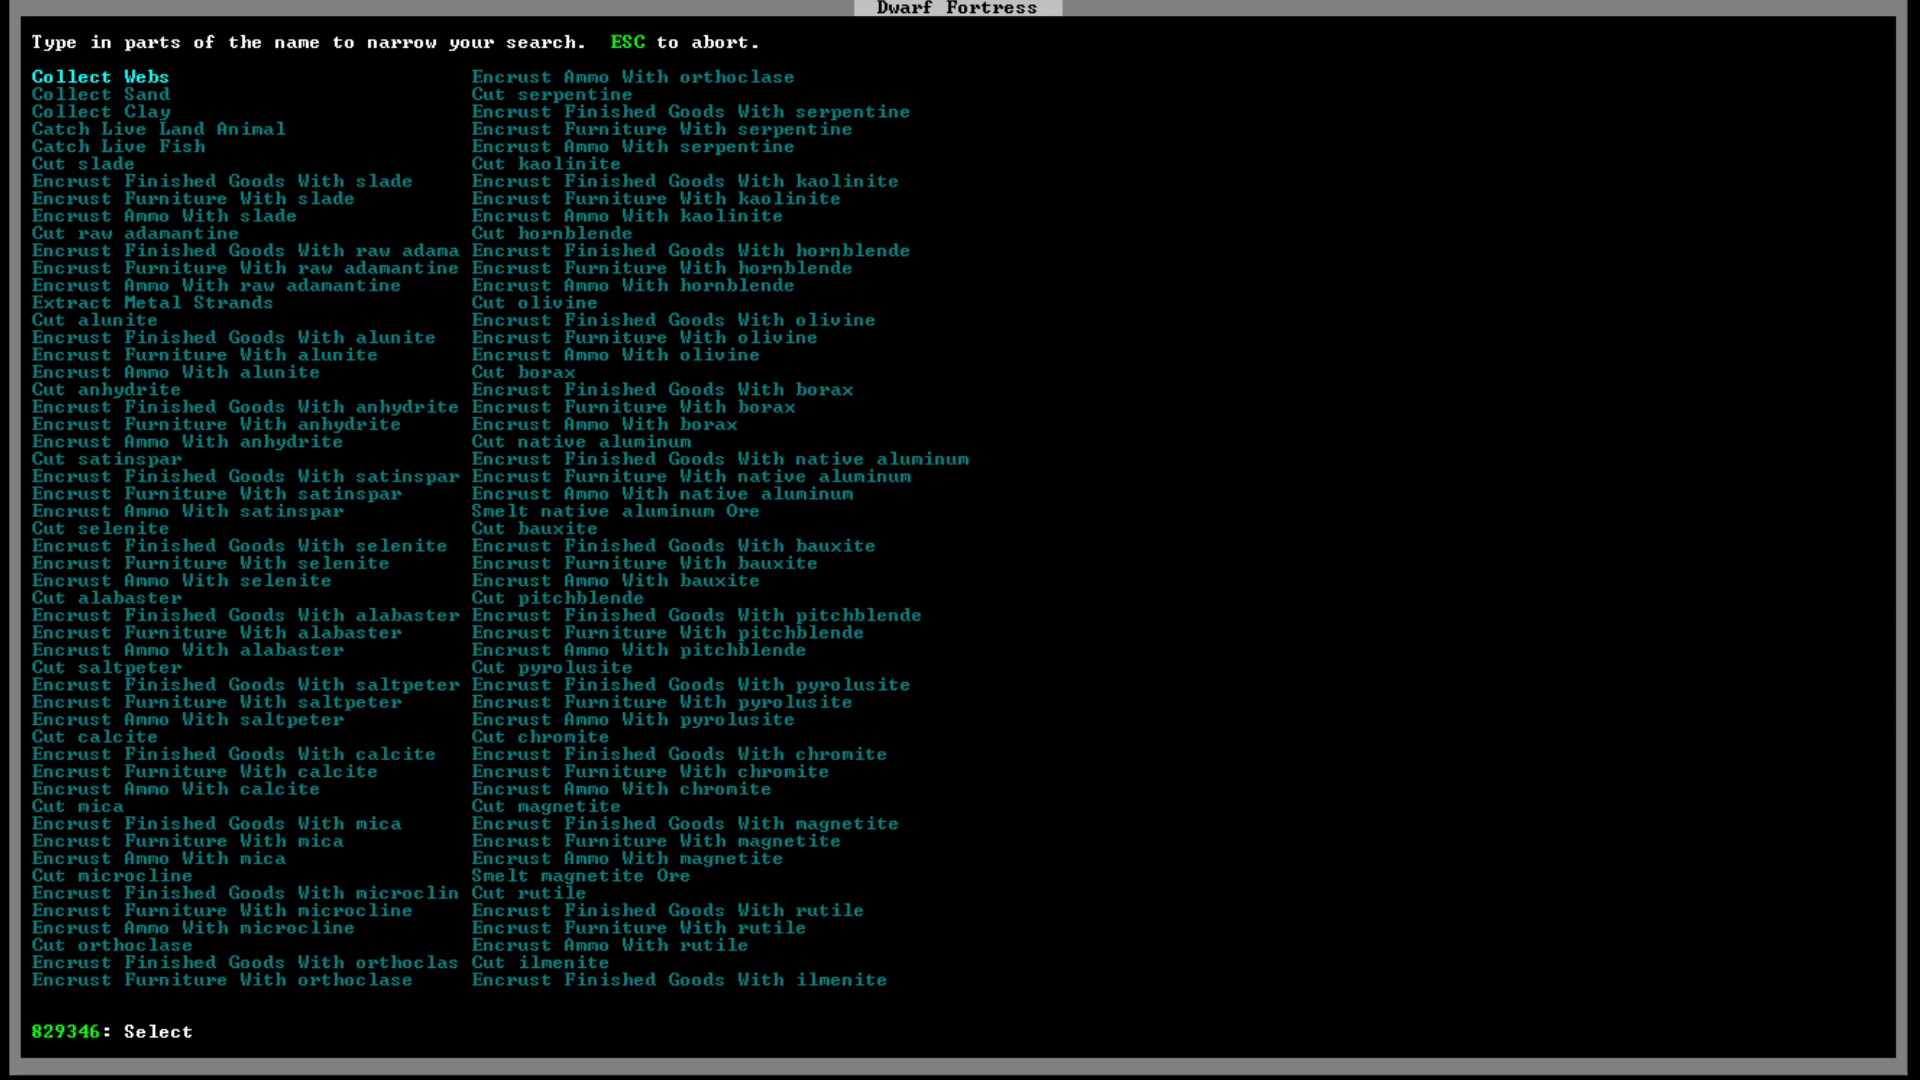 Dwarf Fortress
Type in parts of the name to narrow your search.  ESC to abort.
Collect Webs
Collect Sand
Collect Clay
Catch Live Land Animal
Catch Live Fish
Cut slade
Encrust Finished Goods With slade
Encrust Furniture With slade
Encrust Ammo With slade
Cut raw adamantine
Encrust Finished Goods With raw adama
Encrust Furniture With raw adamantine
Encrust Ammo With raw adamantine
Extract Metal Strands
Cut alunite
Encrust Finished Goods With alunite
Encrust Furniture With alunite
Encrust Ammo With alunite
Cut anhydrite
Encrust Finished Goods With anhydrite
Encrust Furniture With anhydrite
Encrust Ammo With anhydrite
Cut satinspar
Encrust Finished Goods With satinspar
Encrust Furniture With satinspar
Encrust Ammo With satinspar
Cut selenite
Encrust Finished Goods With selenite
Encrust Furniture With selenite
Encrust Ammo With selenite
Cut alabaster
Encrust Finished Goods With alabaster
Encrust Furniture With alabaster
Encrust Ammo With alabaster
Cut saltpeter
Encrust Finished Goods With saltpeter
Encrust Furniture With saltpeter
Encrust Ammo With saltpeter
Cut calcite
Encrust Finished Goods With calcite
Encrust Furniture With calcite
Encrust Ammo With calcite
Cut mica
Encrust Finished Goods With mica
Encrust Furniture With mica
Encrust Ammo With mica
Cut microcline
Encrust Finished Goods With microclin
Encrust Furniture With microcline
Encrust Ammo With microcline
Cut orthoclase
Encrust Finished Goods With orthoclas
Encrust Furniture With orthoclase
Encrust Ammo With orthoclase
Cut serpentine
Encrust Finished Goods With serpentine
Encrust Furniture With serpentine
Encrust Ammo With serpentine
Cut kaolinite
Encrust Finished Goods With kaolinite
Encrust Furniture With kaolinite
Encrust Ammo With kaolinite
Cut hornblende
Encrust Finished Goods With hornblende
Encrust Furniture With hornblende
Encrust Ammo With hornblende
Cut olivine
Encrust Finished Goods With olivine
Encrust Furniture With olivine
Encrust Ammo With olivine
Cut borax
Encrust Finished Goods With borax
Encrust Furniture With borax
Encrust Ammo With borax
Cut native aluminum
Encrust Finished Goods With native aluminum
Encrust Furniture With native aluminum
Encrust Ammo With native aluminum
Smelt native aluminum Ore
Cut bauxite
Encrust Finished Goods With bauxite
Encrust Furniture With bauxite
Encrust Ammo With bauxite
Cut pitchblende
Encrust Finished Goods With pitchblende
Encrust Furniture With pitchblende
Encrust Ammo With pitchblende
Cut pyrolusite
Encrust Finished Goods With pyrolusite
Encrust Furniture With pyrolusite
Encrust Ammo With pyrolusite
Cut chromite
Encrust Finished Goods With chromite
Encrust Furniture With chromite
Encrust Ammo With chromite
Cut magnetite
Encrust Finished Goods With magnetite
Encrust Furniture With magnetite
Encrust Ammo With magnetite
Smelt magnetite Ore
Cut rutile
Encrust Finished Goods With rutile
Encrust Furniture With rutile
Encrust Ammo With rutile
Cut ilmenite
Encrust Finished Goods With ilmenite
829346: Select